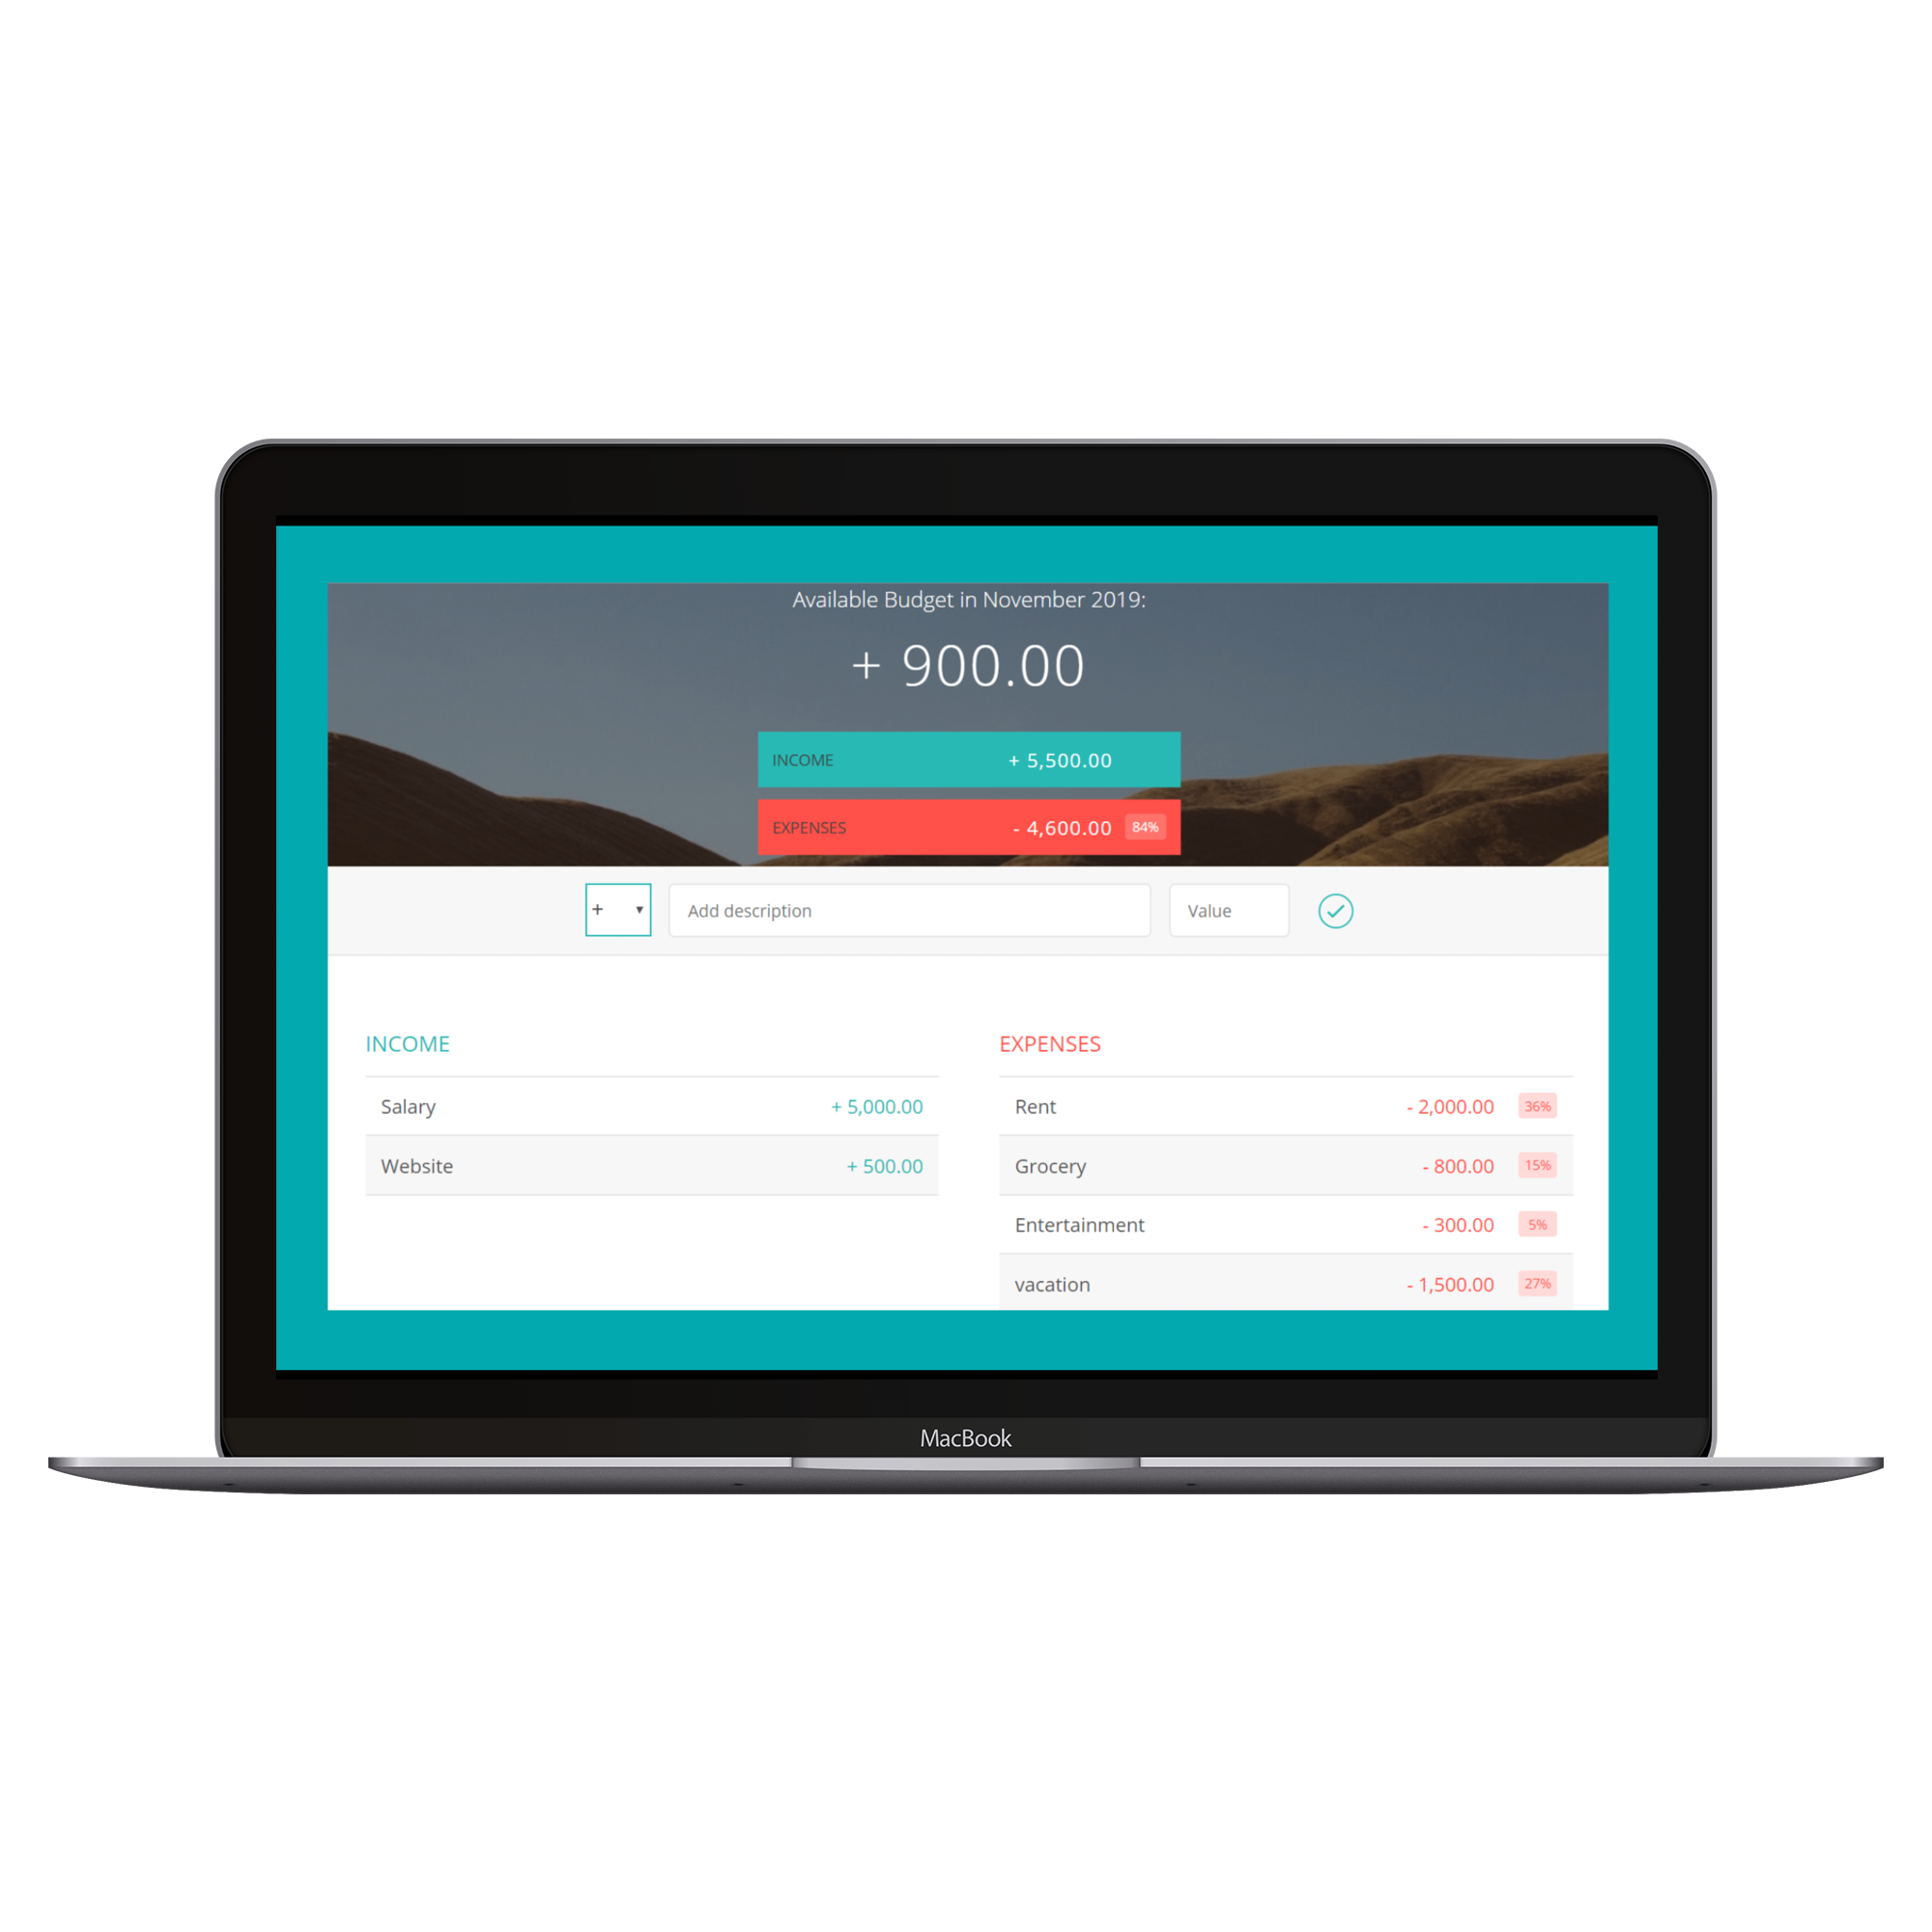 Available Budget in November 2019:
+ 900.00
INCOME + 5,500.00
EXPENSES - 4,600.00 84%
+ ▼ Add description Value
INCOME
Salary + 5,000.00
Website + 500.00
EXPENSES
Rent - 2,000.00 36%
Grocery - 800.00 15%
Entertainment - 300.00 5%
vacation - 1,500.00 27%
MacBook